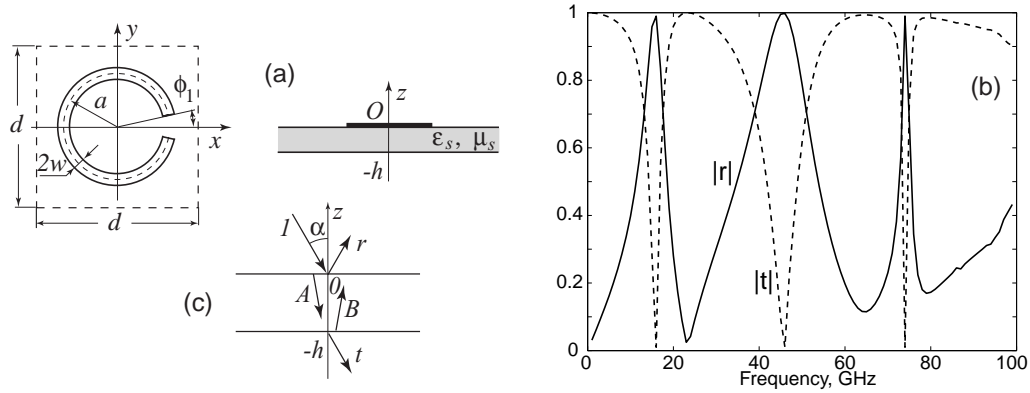 y
(a)
a
ϕ1
d
x
2w
d
z
O
εs, μs
-h
z
1
α
r
(c)
A
0
B
-h
t
1
0.8
0.6
0.4
0.2
0
(b)
|r|
|t|
0 20 40 60 80 100
Frequency, GHz